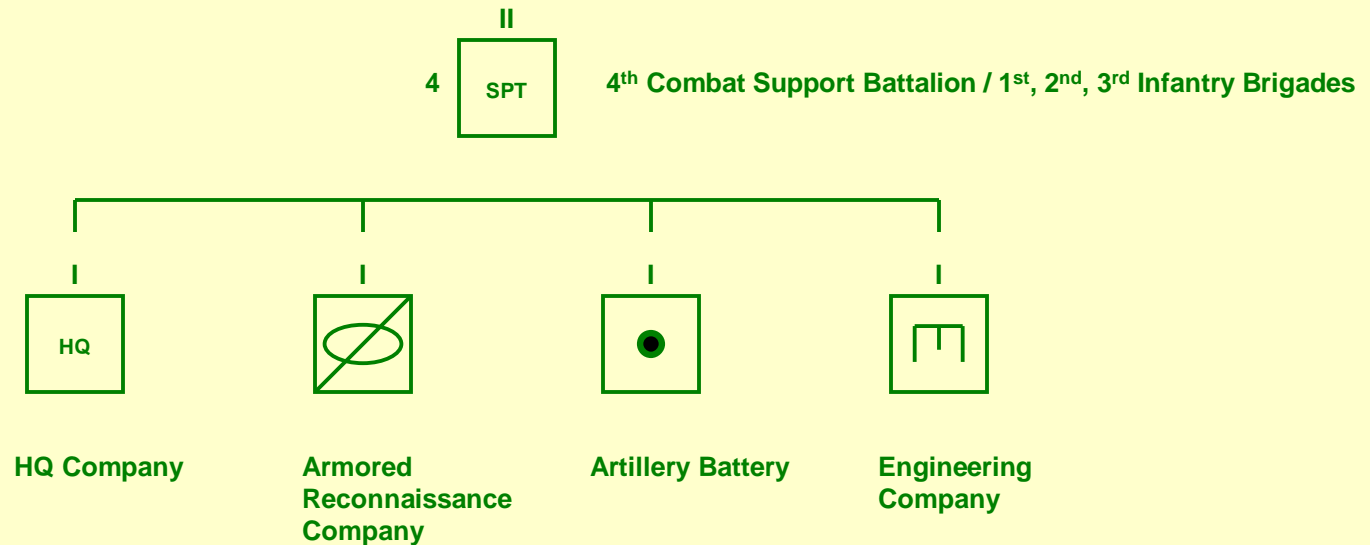 II
4 SPT 4th Combat Support Battalion / 1st, 2nd, 3rd Infantry Brigades
I I I I
HQ
HQ Company
Armored
Reconnaissance
Company
Artillery Battery
Engineering
Company